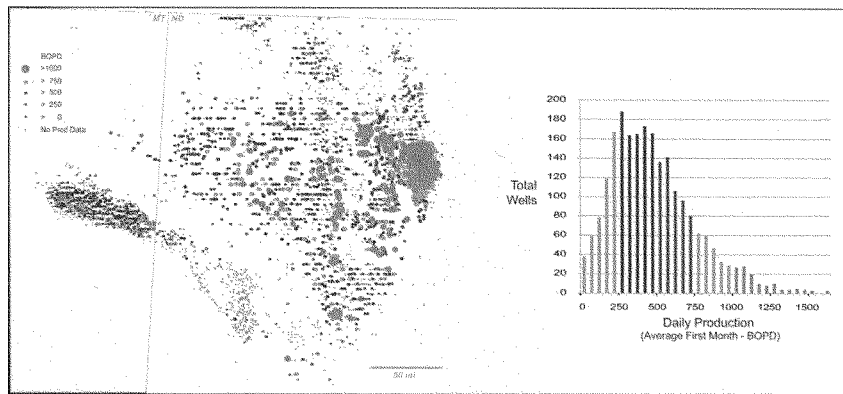 MT ND
BOPD
>1000
> 750
> 500
> 250
> 0
No Prod Data
50 mi
Total
Wells
200
180
160
140
120
100
80
60
40
20
0
0 250 500 750 1000 1250 1500
Daily Production
(Average First Month - BOPD)